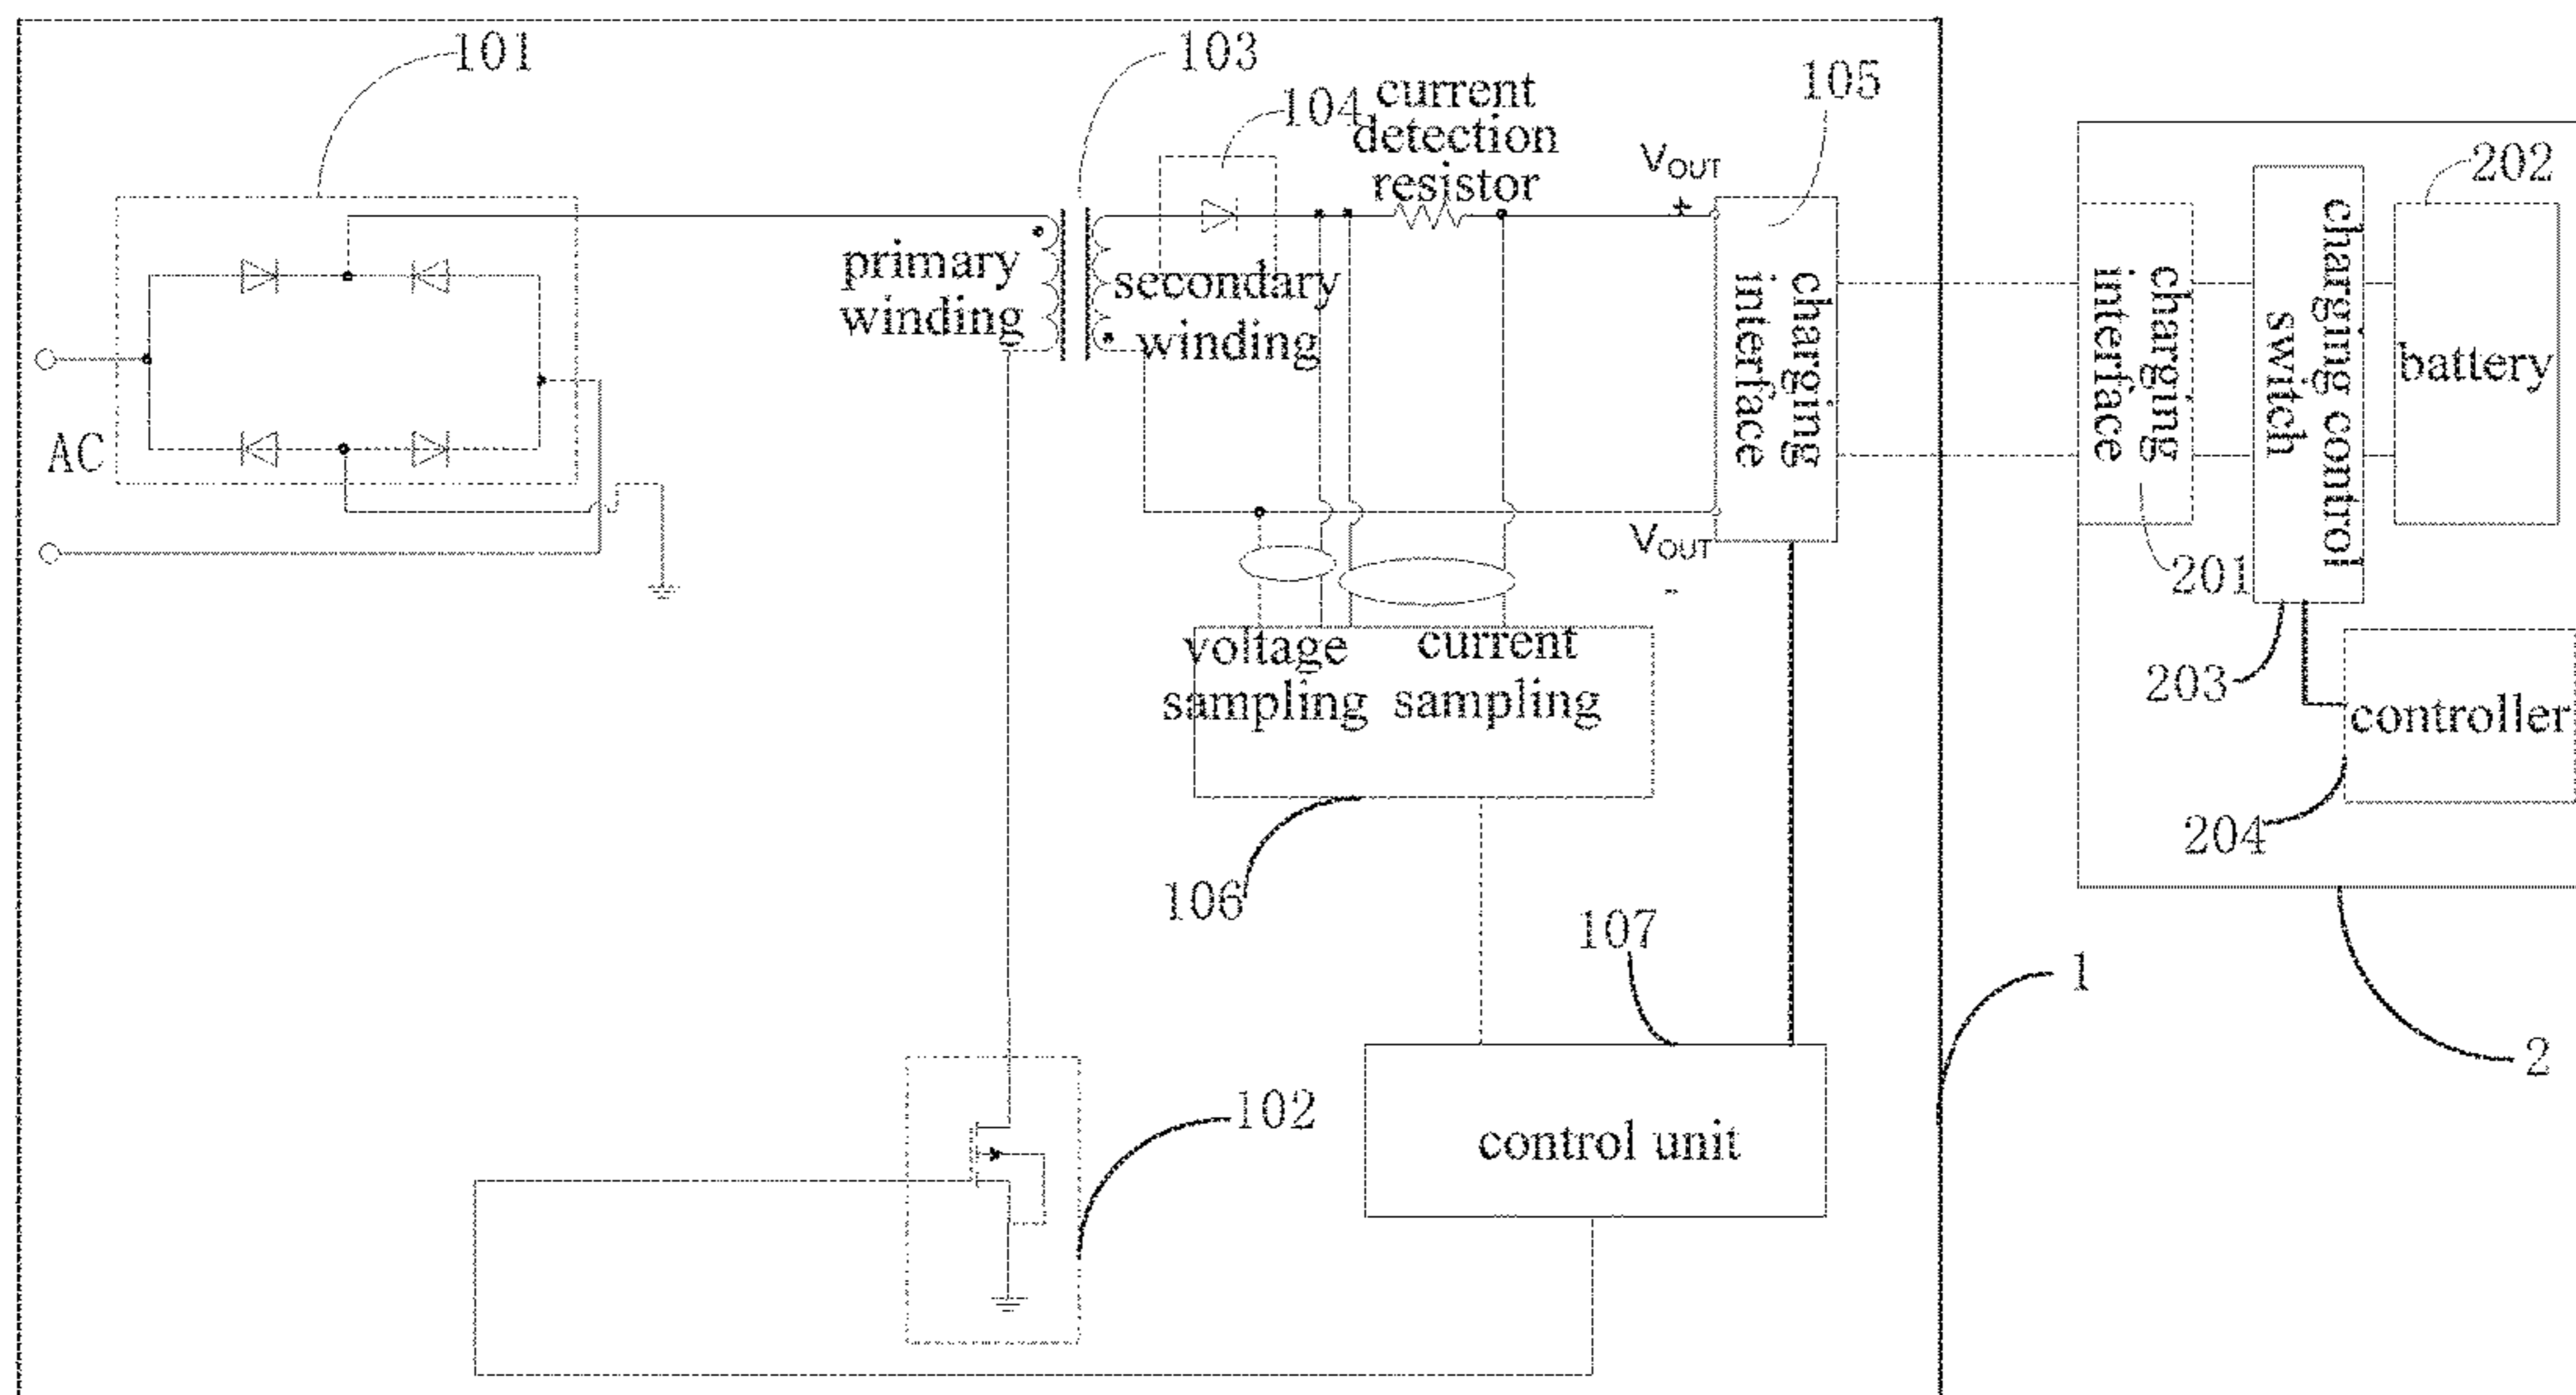 101
103
104
current
detection
resistor
105
VOUT
+
202
primary
winding
secondary
winding
charging
interface
charging
interface
charging control
switch
battery
AC
VOUT
-
201
voltage
sampling
current
sampling
203
controller
204
106
107
1
2
102
control unit